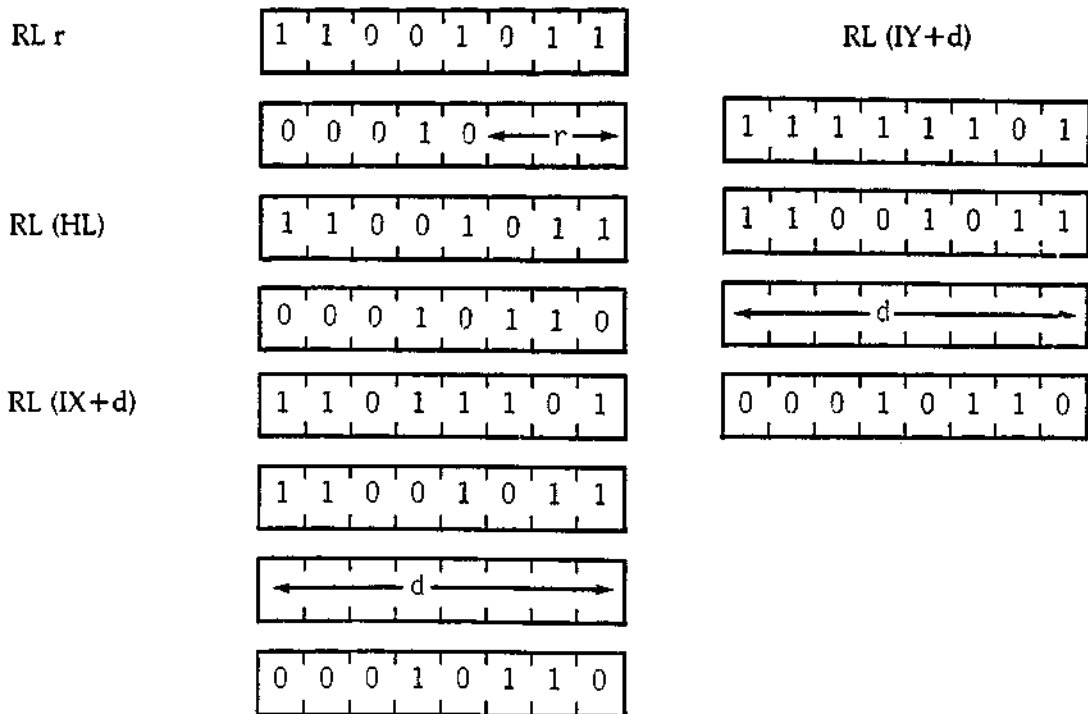 RL r
1 1 0 0 1 0 1 1
0 0 0 1 0 r
RL (HL)
1 1 0 0 1 0 1 1
0 0 0 1 0 1 1 0
RL (IX+d)
1 1 0 1 1 1 0 1
1 1 0 0 1 0 1 1
d
0 0 0 1 0 1 1 0
RL (IY+d)
1 1 1 1 1 1 0 1
1 1 0 0 1 0 1 1
d
0 0 0 1 0 1 1 0